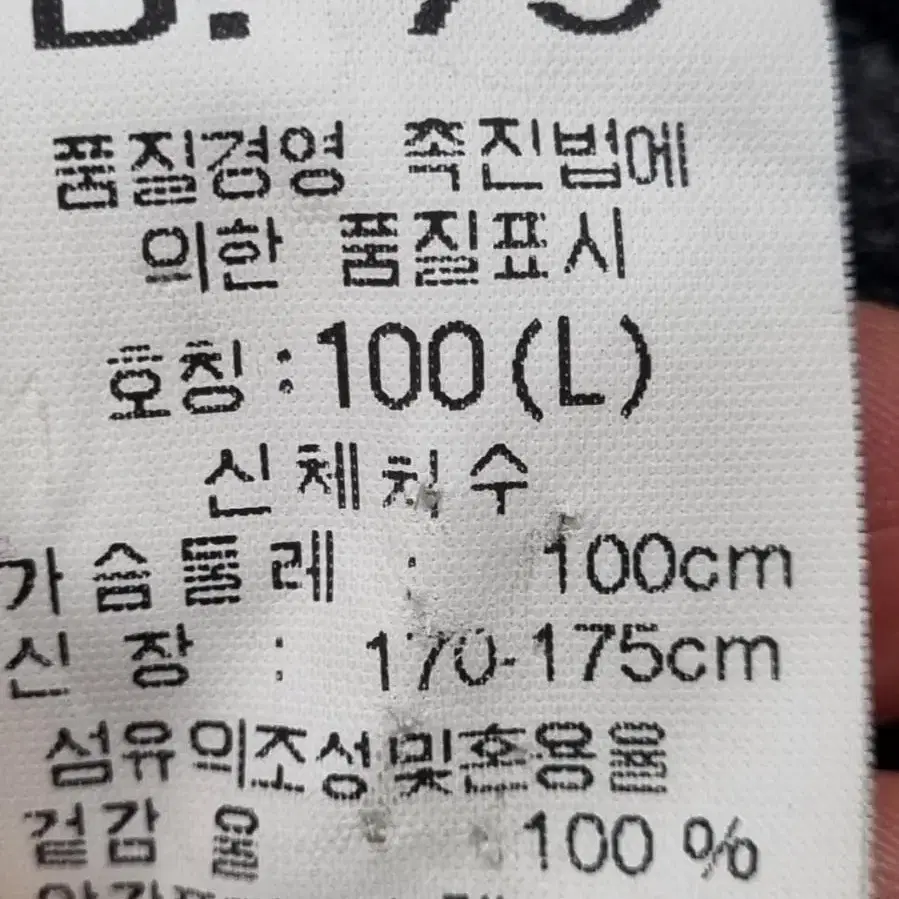 품질경영 촉진법에
의한 품질표시
호칭 : 100 (L)
신체치수
가슴둘레 : 100cm
신장 : 170-175cm
섬유의조성및혼용율
겉감 울 100 %